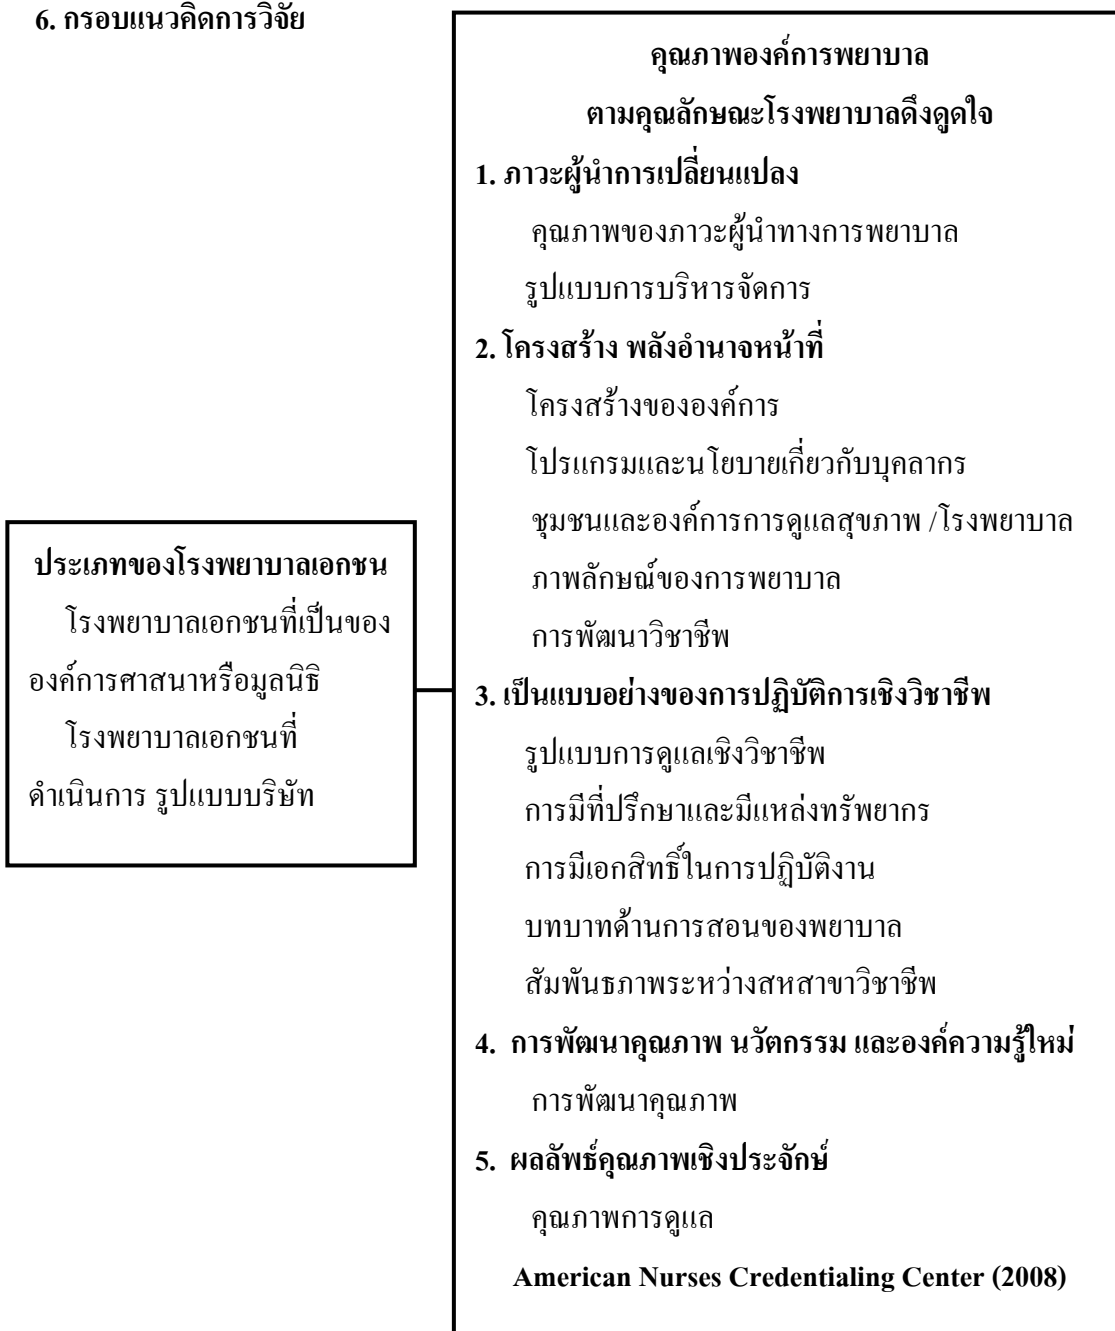 6. กรอบแนวคิดการวิจัย
ประเภทของโรงพยาบาลเอกชน
โรงพยาบาลเอกชนที่เป็นของ
องค์การศาสนาหรือมูลนิธิ
โรงพยาบาลเอกชนที่
ดำเนินการ รูปแบบบริษัท
คุณภาพองค์การพยาบาล
ตามคุณลักษณะโรงพยาบาลดึงดูดใจ
1. ภาวะผู้นำการเปลี่ยนแปลง
คุณภาพของภาวะผู้นำทางการพยาบาล
รูปแบบการบริหารจัดการ
2. โครงสร้าง พลังอำนาจหน้าที่
โครงสร้างขององค์การ
โปรแกรมและนโยบายเกี่ยวกับบุคลากร
ชุมชนและองค์การการดูแลสุขภาพ /โรงพยาบาล
ภาพลักษณ์ของการพยาบาล
การพัฒนาวิชาชีพ
3. เป็นแบบอย่างของการปฏิบัติการเชิงวิชาชีพ
รูปแบบการดูแลเชิงวิชาชีพ
การมีที่ปรึกษาและมีแหล่งทรัพยากร
การมีเอกสิทธิ์ในการปฏิบัติงาน
บทบาทด้านการสอนของพยาบาล
สัมพันธภาพระหว่างสหสาขาวิชาชีพ
4. การพัฒนาคุณภาพ นวัตกรรม และองค์ความรู้ใหม่
การพัฒนาคุณภาพ
5. ผลลัพธ์คุณภาพเชิงประจักษ์
คุณภาพการดูแล
American Nurses Credentialing Center (2008)